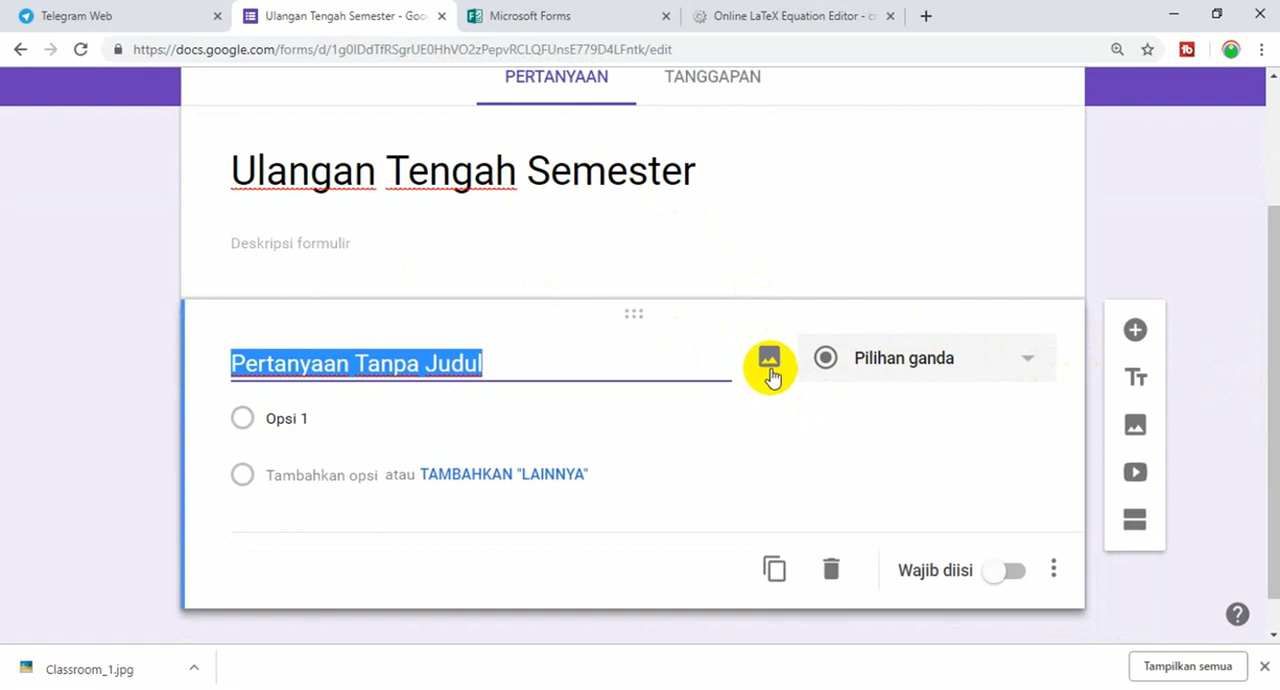 Telegram Web
Ulangan Tengah Semester - Goo
Microsoft Forms
Online LaTeX Equation Editor - cr
https://docs.google.com/forms/d/1g0lDdTfRSgrUE0HhVO2zPepvRCLQFUnsE779D4LFntk/edit
PERTANYAAN TANGGAPAN
Ulangan Tengah Semester
Deskripsi formulir
Pertanyaan Tanpa Judul
Pilihan ganda
Opsi 1
Tambahkan opsi atau TAMBAHKAN "LAINNYA"
Wajib diisi
Classroom_1.jpg
Tampilkan semua